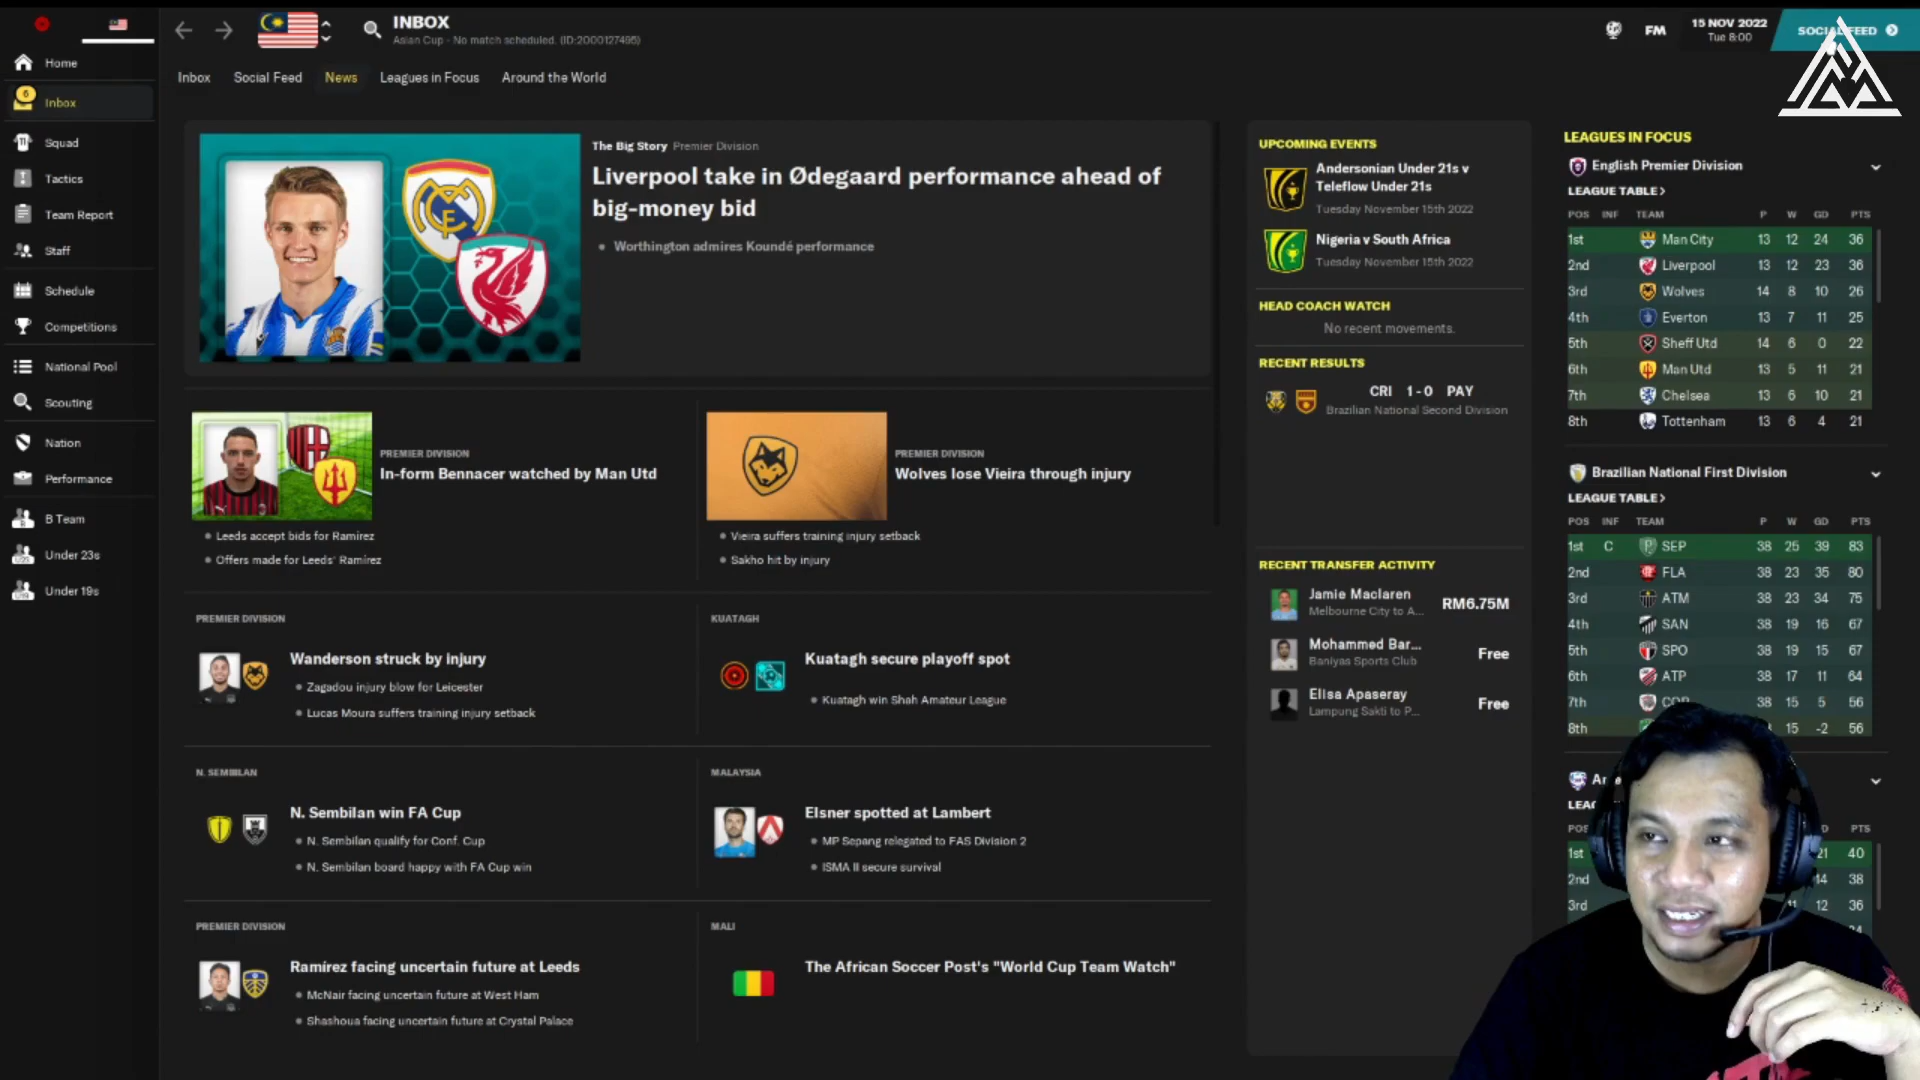 INBOX
Asian Cup - No match scheduled. (ID:2000127495)
FM
15 NOV 2022
Tue 8:00
SOCIAL FEED
Home
6
Inbox
Squad
Tactics
Team Report
Staff
Schedule
Competitions
National Pool
Scouting
Nation
Performance
B Team
Under 23s
Under 19s
Inbox
Social Feed
News
Leagues in Focus
Around the World
The Big Story Premier Division
Liverpool take in Ødegaard performance ahead of
big-money bid
Worthington admires Koundé performance
PREMIER DIVISION
In-form Bennacer watched by Man Utd
Leeds accept bids for Ramírez
Offers made for Leeds' Ramírez
PREMIER DIVISION
Wolves lose Vieira through injury
Vieira suffers training injury setback
Sakho hit by injury
PREMIER DIVISION
Wanderson struck by injury
Zagadou injury blow for Leicester
Lucas Moura suffers training injury setback
KUATAGH
Kuatagh secure playoff spot
Kuatagh win Shah Amateur League
N. SEMBILAN
N. Sembilan win FA Cup
N. Sembilan qualify for Conf. Cup
N. Sembilan board happy with FA Cup win
MALAYSIA
Elsner spotted at Lambert
MP Sepang relegated to FAS Division 2
ISMA II secure survival
PREMIER DIVISION
Ramírez facing uncertain future at Leeds
McNair facing uncertain future at West Ham
Shashoua facing uncertain future at Crystal Palace
MALI
The African Soccer Post's "World Cup Team Watch"
UPCOMING EVENTS
Andersonian Under 21s v
Teleflow Under 21s
Tuesday November 15th 2022
Nigeria v South Africa
Tuesday November 15th 2022
HEAD COACH WATCH
No recent movements.
RECENT RESULTS
CRI 1-0 PAY
Brazilian National Second Division
RECENT TRANSFER ACTIVITY
Jamie Maclaren
Melbourne City to A...
RM6.75M
Mohammed Bar...
Baniyas Sports Club
Free
Elisa Apaseray
Lampung Sakti to P...
Free
LEAGUES IN FOCUS
English Premier Division
LEAGUE TABLE >
POS INF TEAM P W GD PTS
1st Man City 13 12 24 36
2nd Liverpool 13 12 23 36
3rd Wolves 14 8 10 26
4th Everton 13 7 11 25
5th Sheff Utd 14 6 0 22
6th Man Utd 13 5 11 21
7th Chelsea 13 6 10 21
8th Tottenham 13 6 4 21
Brazilian National First Division
LEAGUE TABLE >
POS INF TEAM P W GD PTS
1st C SEP 38 25 39 83
2nd FLA 38 23 35 80
3rd ATM 38 23 34 75
4th SAN 38 19 16 67
5th SPO 38 19 15 67
6th ATP 38 17 11 64
7th COR 38 15 5 56
8th 15 -2 56
PTS
1st 21 40
2nd 14 38
3rd 11 12 36